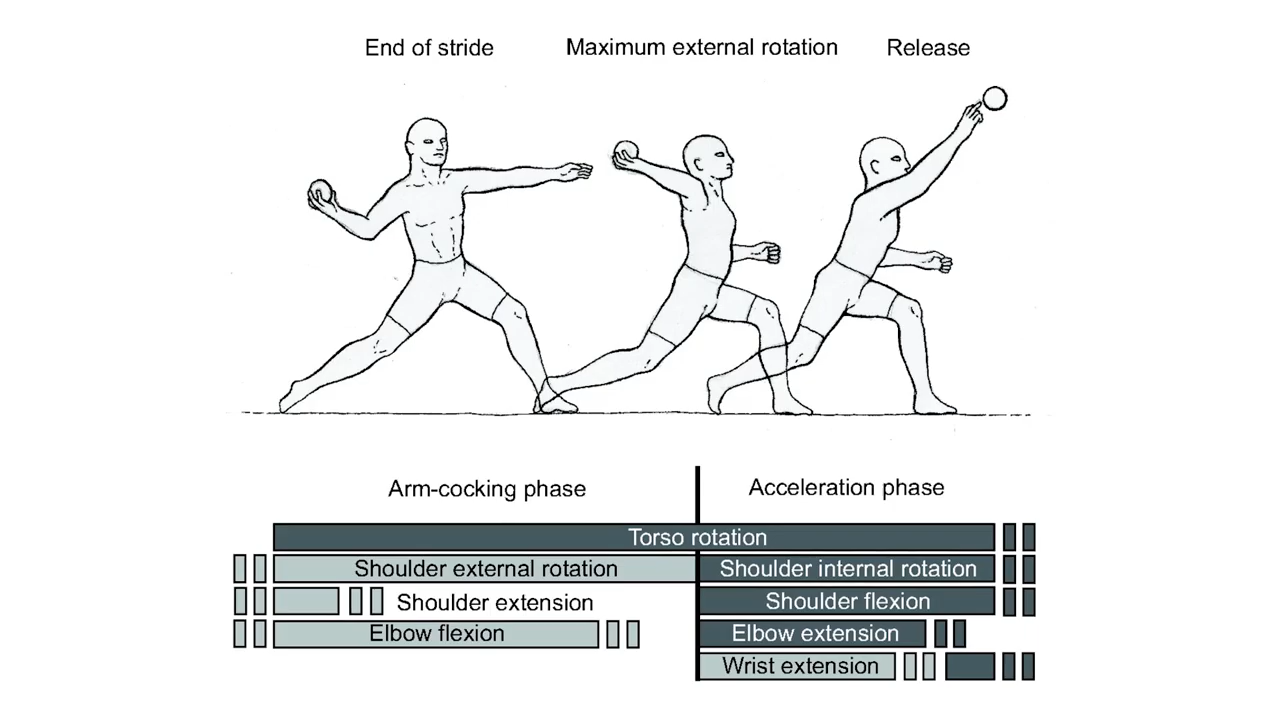 End of stride
Maximum external rotation
Release
Arm-cocking phase
Acceleration phase
Torso rotation
Shoulder external rotation
Shoulder internal rotation
Shoulder extension
Shoulder flexion
Elbow flexion
Elbow extension
Wrist extension